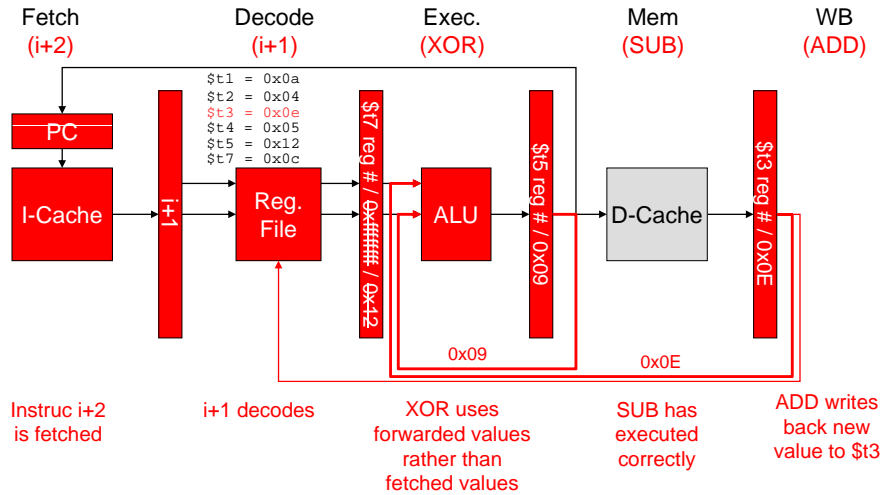 Fetch
(i+2)
Decode
(i+1)
Exec.
(XOR)
Mem
(SUB)
WB
(ADD)
$t1 = 0x0a
$t2 = 0x04
$t3 = 0x0e
$t4 = 0x05
$t5 = 0x12
$t7 = 0x0c
PC
I-Cache
i+1
Reg.
File
$t7 reg # / 0xffffffff / 0x12
ALU
$t5 reg # / 0x09
D-Cache
$t3 reg # / 0x0E
0x09
0x0E
Instruc i+2
is fetched
i+1 decodes
XOR uses
forwarded values
rather than
fetched values
SUB has
executed
correctly
ADD writes
back new
value to $t3